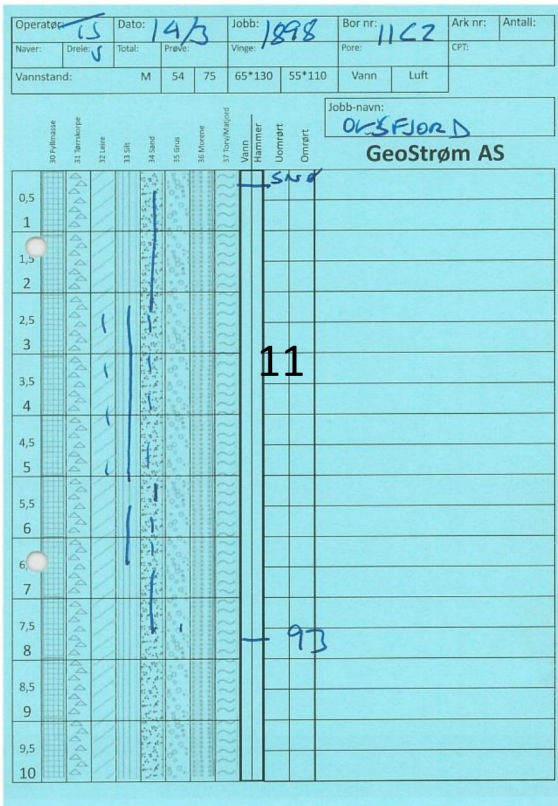 Operatør: TS Dato: 14/3 Jobb: 1898 Bor nr: 11C2 Ark nr: Antall:
Naver: Dreie: Total: Prøve: Vinge: Pore: CPT:
Vannstand: M 54 75 65*130 55*110 Vann Luft
Jobb-navn:
OLSFJORD
GeoStrøm AS
30 Fyllmasse 31 Tørrskorpe 32 Leire 33 Silt 34 Sand 35 Grus 36 Morene 37 Torv/Matjord Vann Hammer Uomrørt Omrørt
SNØ
0,5
1
1,5
2
2,5
3
11
3,5
4
4,5
5
5,5
6
6,
7
7,5
93
8
8,5
9
9,5
10